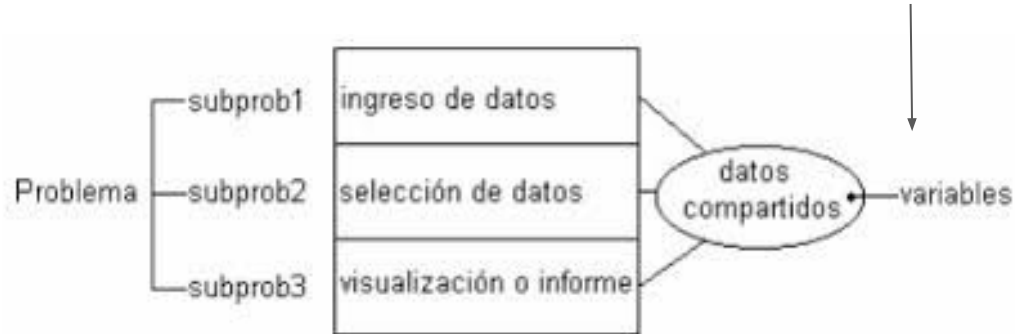 subprob1 ingreso de datos
datos
Problema subprob2 selección de datos compartidos variables
subprob3 visualización o informe